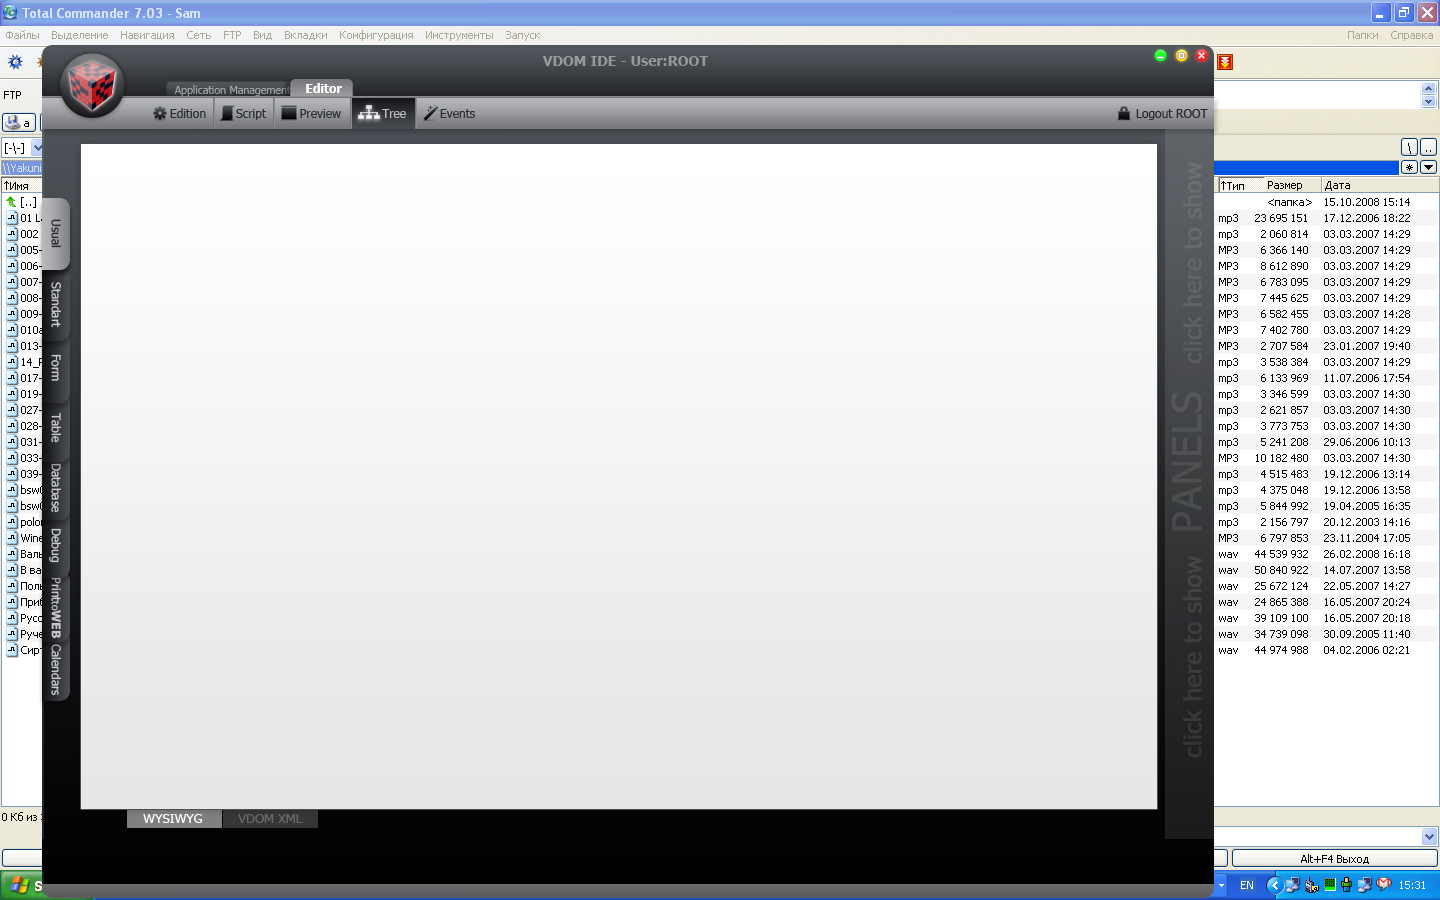 Total Commander 7.03 - Sam
Файлы Выделение Навигация Сеть FTP Вид Вкладки Конфигурация Инструменты Запуск Папки Справка
VDOM IDE - User:ROOT
Application Management Editor
FTP
Edition Script Preview Tree Events Logout ROOT
a
[-\-] \ ..
\\Yakuni * 
↑Имя ↑Тип Размер Дата
[..] <папка> 15.10.2008 15:14
01 mp3 23 695 151 17.12.2006 18:22
002 mp3 2 060 814 03.03.2007 14:29
005- MP3 6 366 140 03.03.2007 14:29
006- MP3 8 612 890 03.03.2007 14:29
007- MP3 6 783 095 03.03.2007 14:29
008- MP3 7 445 625 03.03.2007 14:29
009- MP3 6 582 455 03.03.2007 14:28
010a MP3 7 402 780 03.03.2007 14:29
013- MP3 2 707 584 23.01.2007 19:40
14_ mp3 3 538 384 03.03.2007 14:29
017- mp3 6 133 969 11.07.2006 17:54
019- mp3 3 346 599 03.03.2007 14:30
027- mp3 2 621 857 03.03.2007 14:30
028- mp3 3 773 753 03.03.2007 14:30
031- mp3 5 241 208 29.06.2006 10:13
033- MP3 10 182 480 03.03.2007 14:30
039- mp3 4 515 483 19.12.2006 13:14
bsw mp3 4 375 048 19.12.2006 13:58
bsw mp3 5 844 992 19.04.2005 16:35
polo mp3 2 156 797 20.12.2003 14:16
Wine MP3 6 797 853 23.11.2004 17:05
Валь wav 44 539 932 26.02.2008 16:18
В ва wav 50 840 922 14.07.2007 13:58
Поль wav 25 672 124 22.05.2007 14:27
При wav 24 865 388 16.05.2007 20:24
Русс wav 39 109 100 16.05.2007 20:18
Руче wav 34 739 098 30.09.2005 11:40
Сирт wav 44 974 988 04.02.2006 02:21
Usual
Standart
Form
Table
Database
Debug
PrinttoWEB
Calendars
click here to show PANELS click here to show
WYSIWYG VDOM XML
0 Кб из
Alt+F4 Выход
EN 15:31